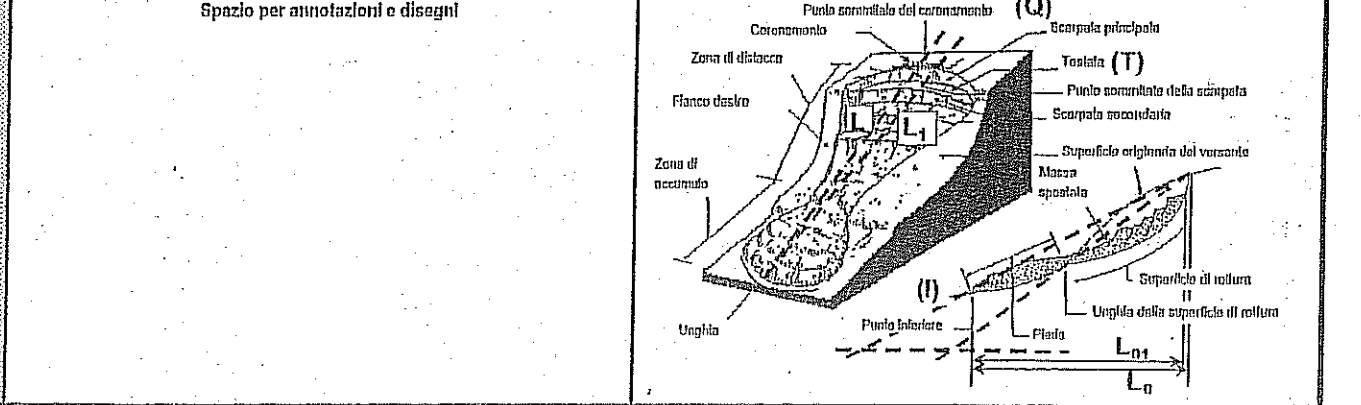 Spazio per annotazioni e disegni
Punto sommitale del coronamento (Q)
Coronamento
Scarpata principale
Zona di distacco
Testata (T)
Punto sommitale della scarpata
Fianco destro
Scarpata secondaria
L
L1
Superficie originaria del versante
Zona di accumulo
Massa spostata
(I)
Superficie di rottura
Unghia della superficie di rottura
Unghia
Punto inferiore
Piede
L01
L0